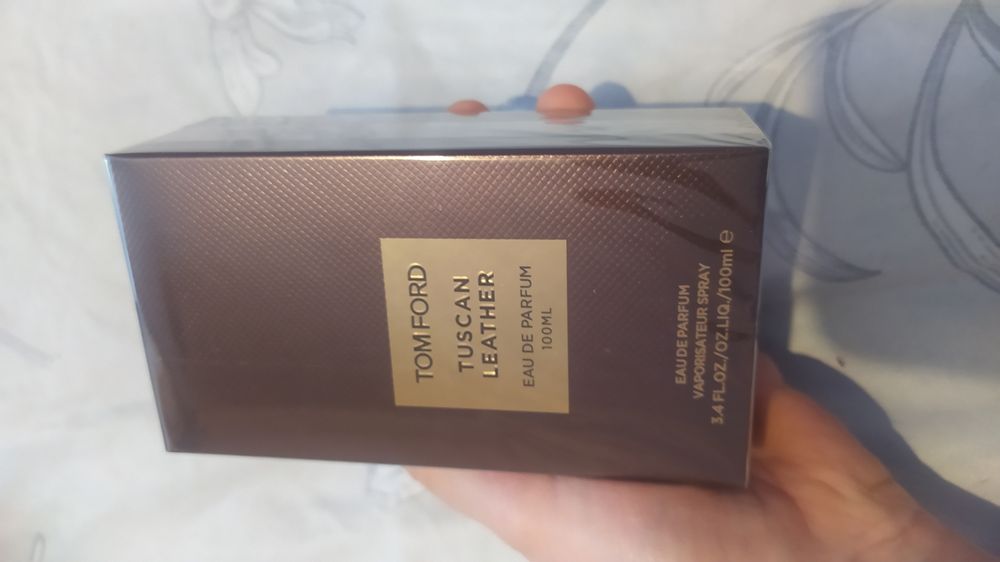 TOM FORD
TUSCAN
LEATHER
EAU DE PARFUM
100ML
EAU DE PARFUM
VAPORISATEUR SPRAY
3.4 FL.OZ./OZ.LIQ./100ml e